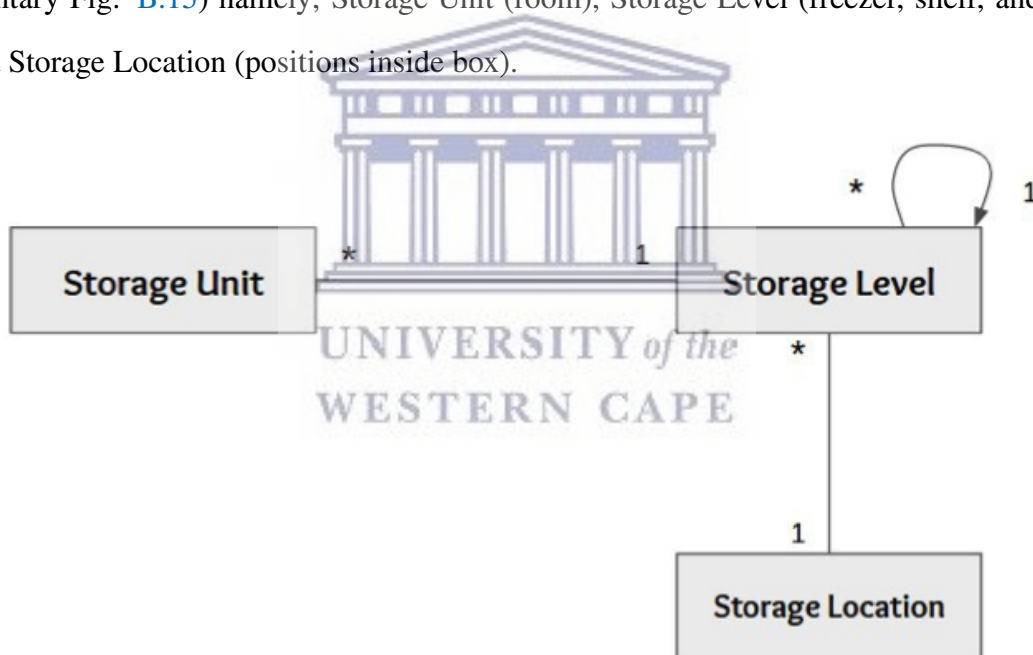 ntary Fig. B.15) namely, Storage Unit (room), Storage Level (freezer, shelf, and
Storage Location (positions inside box).
* 1
* 1
Storage Unit Storage Level
UNIVERSITY of the
*
WESTERN CAPE
1
Storage Location